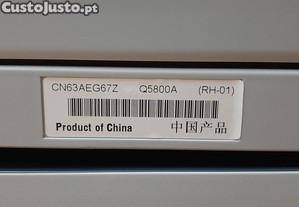 CustoJusto.pt
CN63AEG67Z Q5800A (RH-01)
Product of China 中国产品